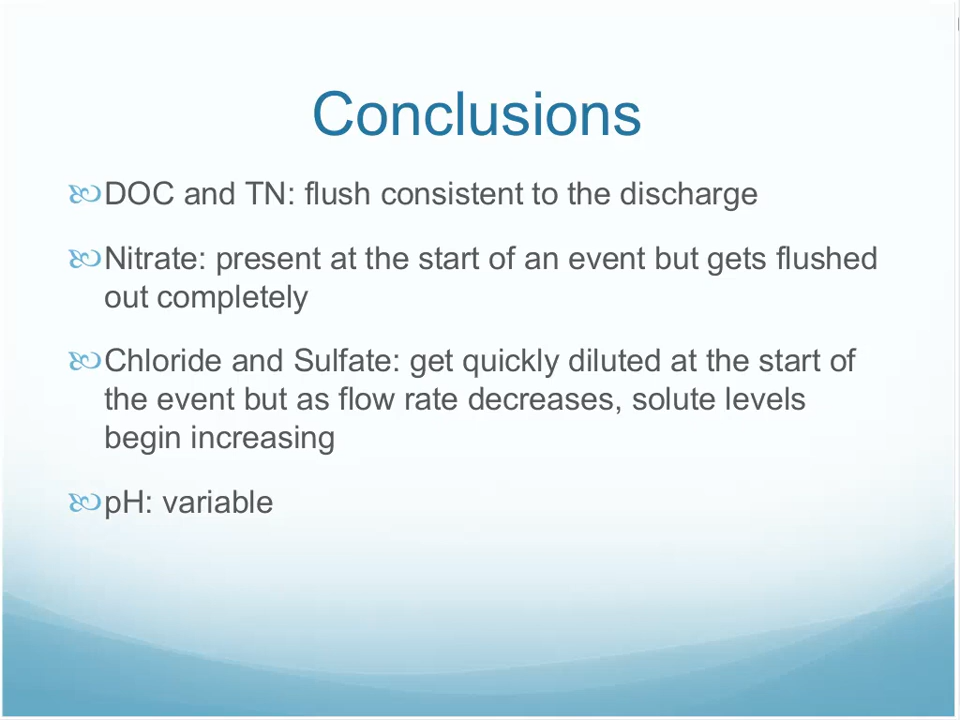 Conclusions
DOC and TN: flush consistent to the discharge
Nitrate: present at the start of an event but gets flushed
out completely
Chloride and Sulfate: get quickly diluted at the start of
the event but as flow rate decreases, solute levels
begin increasing
pH: variable